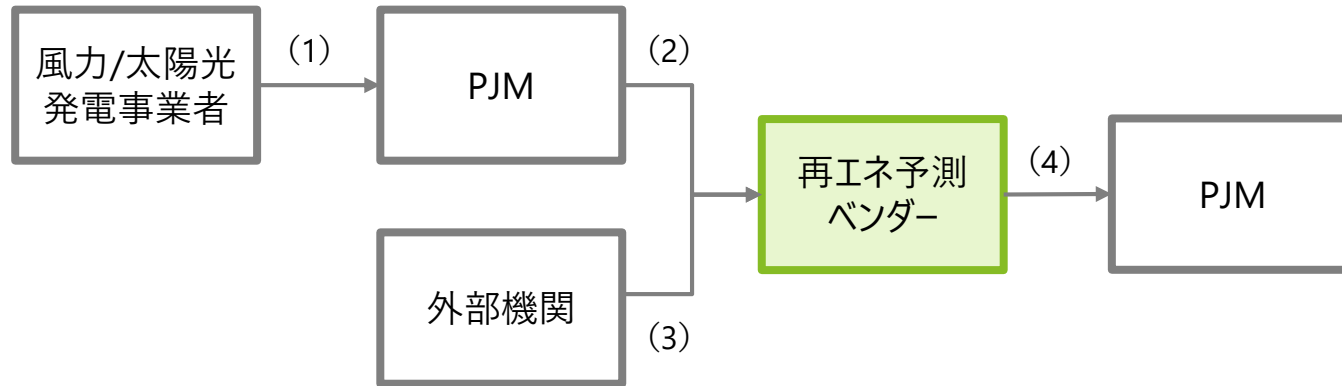 風力/太陽光
発電事業者
(1)
PJM
(2)
外部機関
(3)
再エネ予測
ベンダー
(4)
PJM